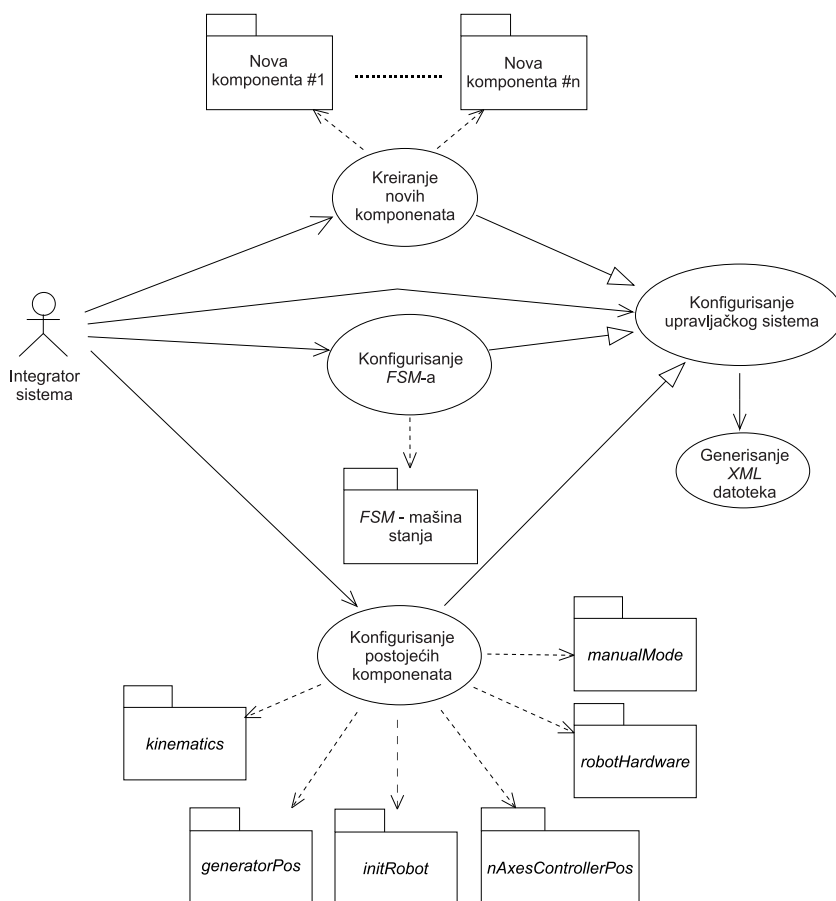 Nova
komponenta #1
Nova
komponenta #n
Kreiranje
novih
komponenata
Konfigurisanje
upravljačkog sistema
Integrator
sistema
Konfigurisanje
FSM-a
Generisanje
XML
datoteka
FSM - mašina
stanja
Konfigurisanje
postojećih
komponenata
manualMode
kinematics
robotHardware
generatorPos
initRobot
nAxesControllerPos